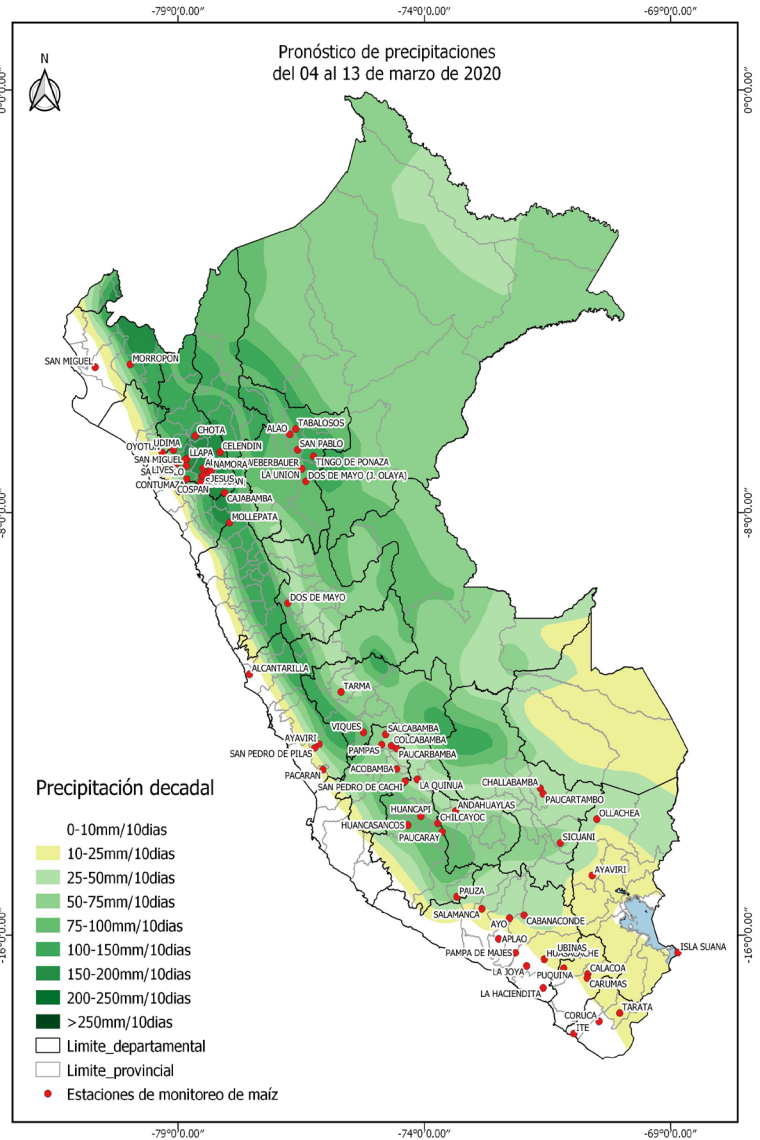 -79°0'0.00"
-74°0'0.00"
-69°0'0.00"
Pronóstico de precipitaciones
del 04 al 13 de marzo de 2020
N
0°0'0.00"
0°0'0.00"
SAN MIGUEL
MORROPON
CHOTA
TABALOSOS
ALAO
UDIMA
CELENDIN
SAN PABLO
LLAPA
SAN MIGUEL
NAMORA
WEBERBAUER
TINGO DE PONAZA
LIVES
JESUS
LA UNION
DOS DE MAYO (J. OLAYA)
COSPAN
CAJABAMBA
MOLLEPATA
-8°0'0.00"
DOS DE MAYO
ALCANTARILLA
TARMA
VIQUES
SALCABAMBA
COLCABAMBA
AYAVIRI
PAMPAS
PAUCARBAMBA
SAN PEDRO DE PILAS
PACARAN
ACOBAMBA
SAN PEDRO DE CACHI
LA QUINUA
CHALLABAMBA
PAUCARTAMBO
HUANCAPI
ANDAHUAYLAS
OLLACHEA
HUANCASANCOS
CHILCAYOC
PAUCARAY
SICUANI
AYAVIRI
PAUZA
SALAMANCA
AYO
CABANACONDE
APLAO
-16°0'0.00"
-16°0'0.00"
ISLA SUANA
PAMPA DE MAJES
UBINAS
HUASACACHE
LA JOYA
PUQUINA
CALACOA
CARUMAS
LA HACIENDITA
TARATA
CORUCA
ITE
Precipitación decadal
0-10mm/10dias
10-25mm/10dias
25-50mm/10dias
50-75mm/10dias
75-100mm/10dias
100-150mm/10dias
150-200mm/10dias
200-250mm/10dias
>250mm/10dias
Limite_departamental
Limite_provincial
Estaciones de monitoreo de maíz
-79°0'0.00"
-74°0'0.00"
-69°0'0.00"